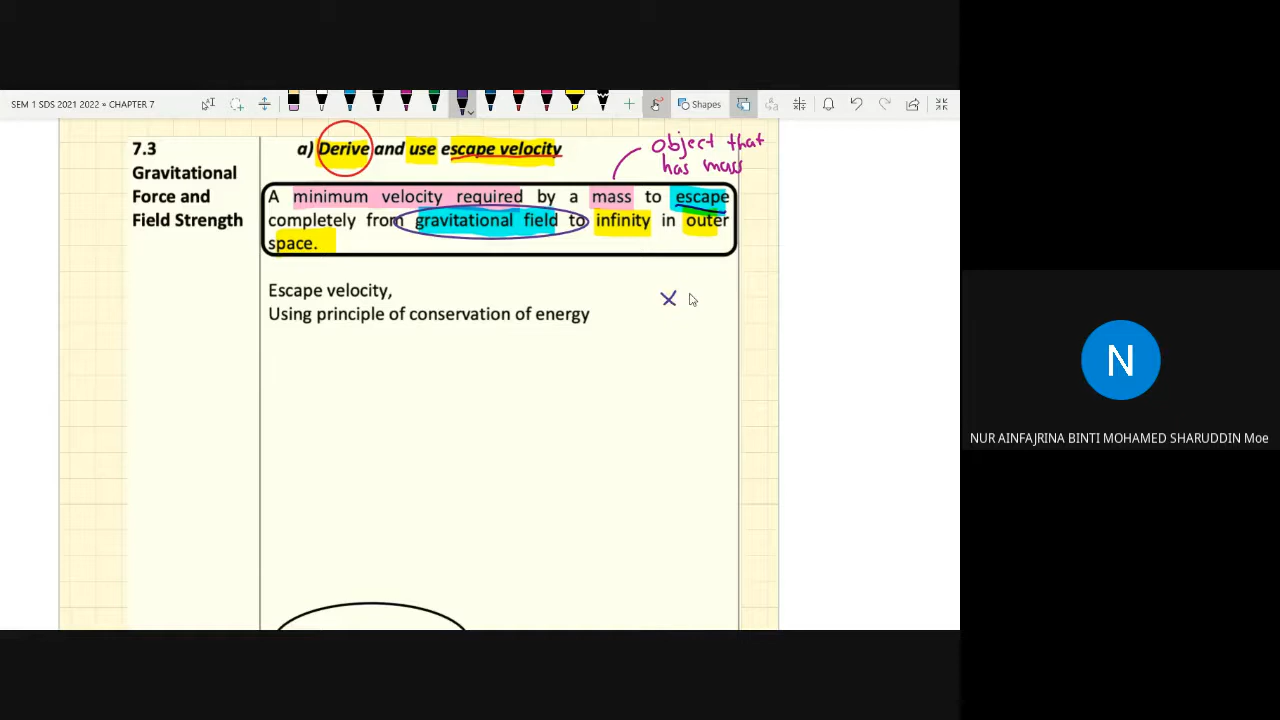 SEM 1 SDS 2021 2022 » CHAPTER 7
Shapes
7.3
Gravitational
Force and
Field Strength
a) Derive and use escape velocity
object that
has mass
A minimum velocity required by a mass to escape
completely from gravitational field to infinity in outer
space.
Escape velocity,
Using principle of conservation of energy
x
N
NUR AINFAJRINA BINTI MOHAMED SHARUDDIN Moe